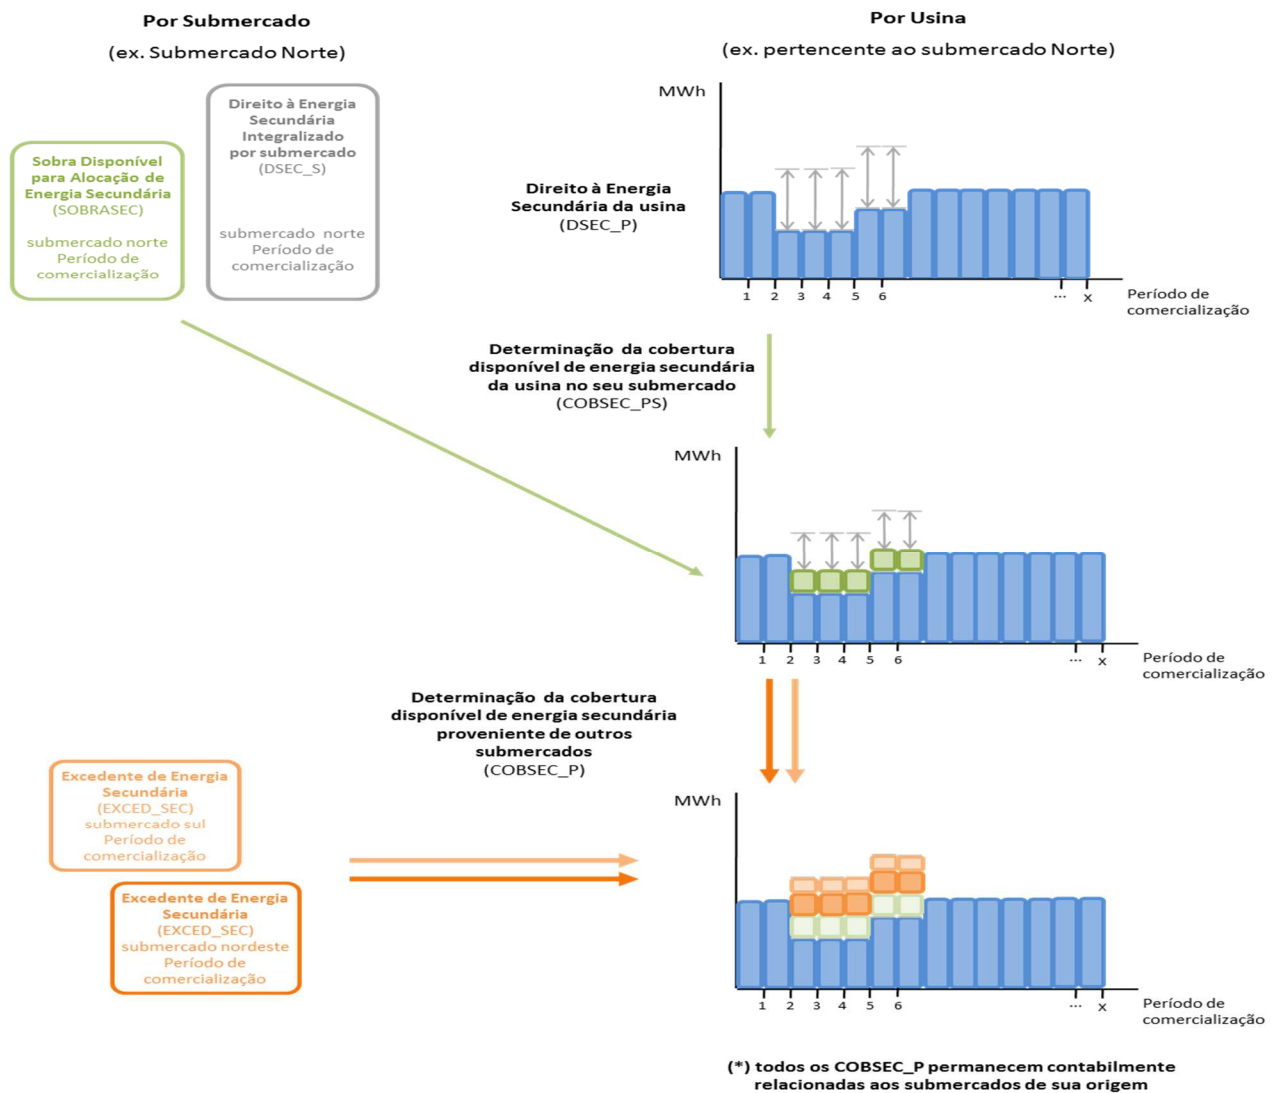 Por Submercado
(ex. Submercado Norte)
Por Usina
(ex. pertencente ao submercado Norte)
Direito à Energia
Secundária
Integralizado
por submercado
(DSEC_S)
submercado norte
Período de
comercialização
Sobra Disponível
para Alocação de
Energia Secundária
(SOBRASEC)
submercado norte
Período de
comercialização
MWh
Direito à Energia
Secundária da usina
(DSEC_P)
1 2 3 4 5 6 ... x
Período de
comercialização
Determinação da cobertura
disponível de energia secundária
da usina no seu submercado
(COBSEC_PS)
MWh
1 2 3 4 5 6 ... x
Período de
comercialização
Determinação da cobertura
disponível de energia secundária
proveniente de outros
submercados
(COBSEC_P)
Excedente de Energia
Secundária
(EXCED_SEC)
submercado sul
Período de
comercialização
Excedente de Energia
Secundária
(EXCED_SEC)
submercado nordeste
Período de
comercialização
MWh
1 2 3 4 5 6 ... x
Período de
comercialização
(*) todos os COBSEC_P permanecem contabilmente
relacionadas aos submercados de sua origem